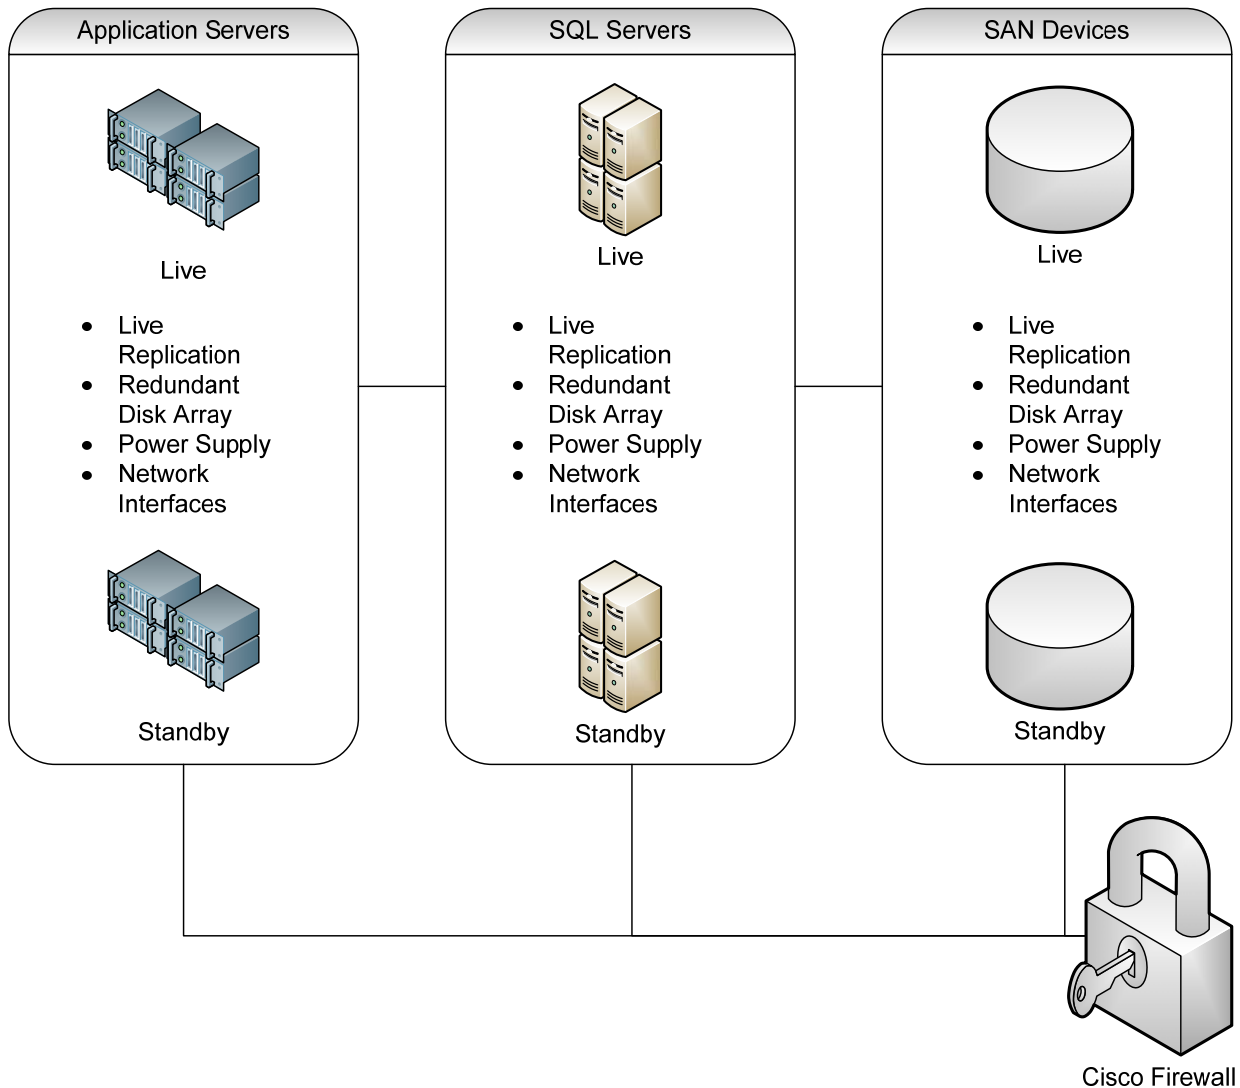 Application Servers
Live
• Live
Replication
• Redundant
Disk Array
• Power Supply
• Network
Interfaces
Standby
SQL Servers
Live
• Live
Replication
• Redundant
Disk Array
• Power Supply
• Network
Interfaces
Standby
SAN Devices
Live
• Live
Replication
• Redundant
Disk Array
• Power Supply
• Network
Interfaces
Standby
Cisco Firewall